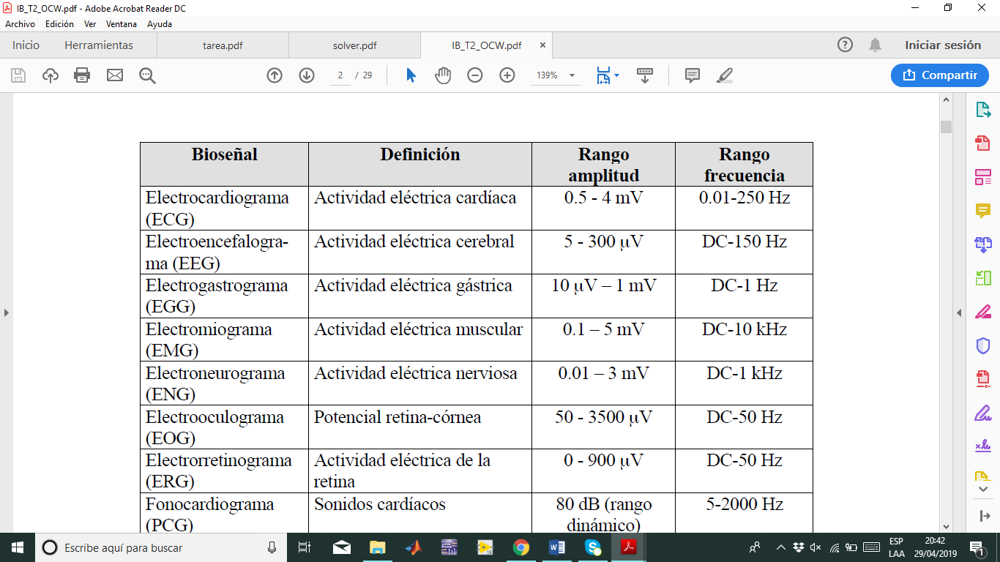 IB_T2_OCW.pdf - Adobe Acrobat Reader DC
Archivo Edición Ver Ventana Ayuda
Inicio Herramientas tarea.pdf solver.pdf IB_T2_OCW.pdf × ? Iniciar sesión
2 / 29 139% Compartir
Bioseñal Definición Rango amplitud Rango frecuencia
Electrocardiograma (ECG) Actividad eléctrica cardíaca 0.5 - 4 mV 0.01-250 Hz
Electroencefalogra-ma (EEG) Actividad eléctrica cerebral 5 - 300 μV DC-150 Hz
Electrogastrograma (EGG) Actividad eléctrica gástrica 10 μV – 1 mV DC-1 Hz
Electromiograma (EMG) Actividad eléctrica muscular 0.1 – 5 mV DC-10 kHz
Electroneurograma (ENG) Actividad eléctrica nerviosa 0.01 – 3 mV DC-1 kHz
Electrooculograma (EOG) Potencial retina-córnea 50 - 3500 μV DC-50 Hz
Electrorretinograma (ERG) Actividad eléctrica de la retina 0 - 900 μV DC-50 Hz
Fonocardiograma (PCG) Sonidos cardíacos 80 dB (rango dinámico) 5-2000 Hz
Escribe aquí para buscar
ESP 20:42
LAA 29/04/2019 1